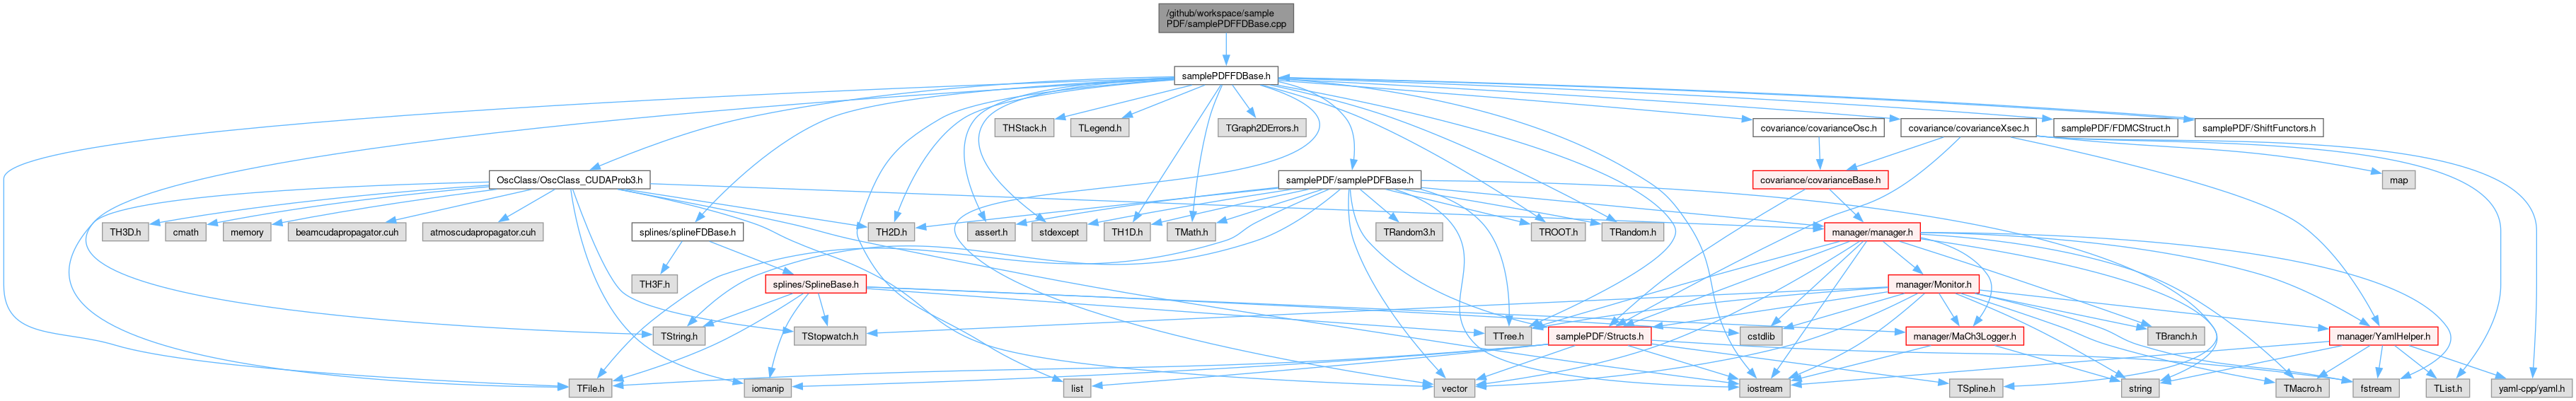 /github/workspace/sample
PDF/samplePDFFDBase.cpp
samplePDFFDBase.h
THStack.h
TLegend.h
TGraph2DErrors.h
covariance/covarianceOsc.h
covariance/covarianceXsec.h
samplePDF/FDMCStruct.h
samplePDF/ShiftFunctors.h
OscClass/OscClass_CUDAProb3.h
samplePDF/samplePDFBase.h
covariance/covarianceBase.h
map
TH3D.h
cmath
memory
beamcudapropagator.cuh
atmoscudapropagator.cuh
splines/splineFDBase.h
TH2D.h
assert.h
stdexcept
TH1D.h
TMath.h
TRandom3.h
TROOT.h
TRandom.h
manager/manager.h
TH3F.h
splines/SplineBase.h
manager/Monitor.h
TString.h
TStopwatch.h
TTree.h
samplePDF/Structs.h
cstdlib
manager/MaCh3Logger.h
TBranch.h
manager/YamlHelper.h
TFile.h
iomanip
list
vector
iostream
TSpline.h
string
TMacro.h
fstream
TList.h
yaml-cpp/yaml.h